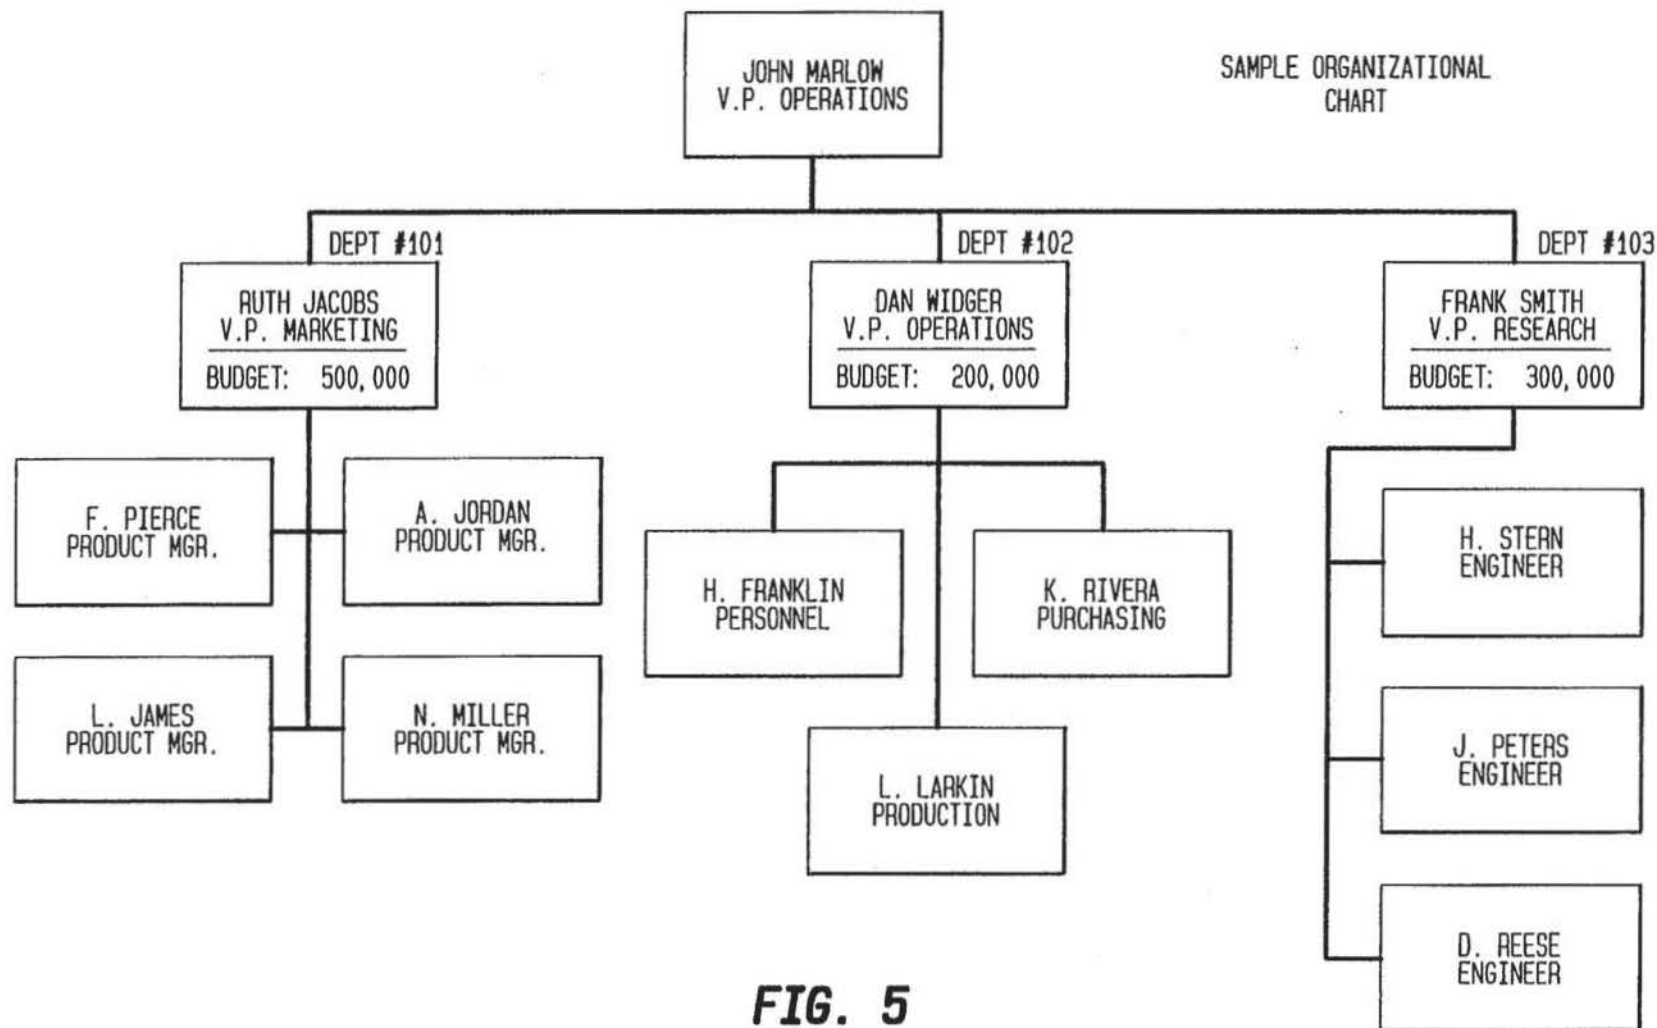 JOHN MARLOW
V.P. OPERATIONS
SAMPLE ORGANIZATIONAL
CHART
DEPT #101
RUTH JACOBS
V.P. MARKETING
BUDGET: 500,000
DEPT #102
DAN WIDGER
V.P. OPERATIONS
BUDGET: 200,000
DEPT #103
FRANK SMITH
V.P. RESEARCH
BUDGET: 300,000
F. PIERCE
PRODUCT MGR.
A. JORDAN
PRODUCT MGR.
L. JAMES
PRODUCT MGR.
N. MILLER
PRODUCT MGR.
H. FRANKLIN
PERSONNEL
K. RIVERA
PURCHASING
L. LARKIN
PRODUCTION
H. STERN
ENGINEER
J. PETERS
ENGINEER
D. REESE
ENGINEER
FIG. 5